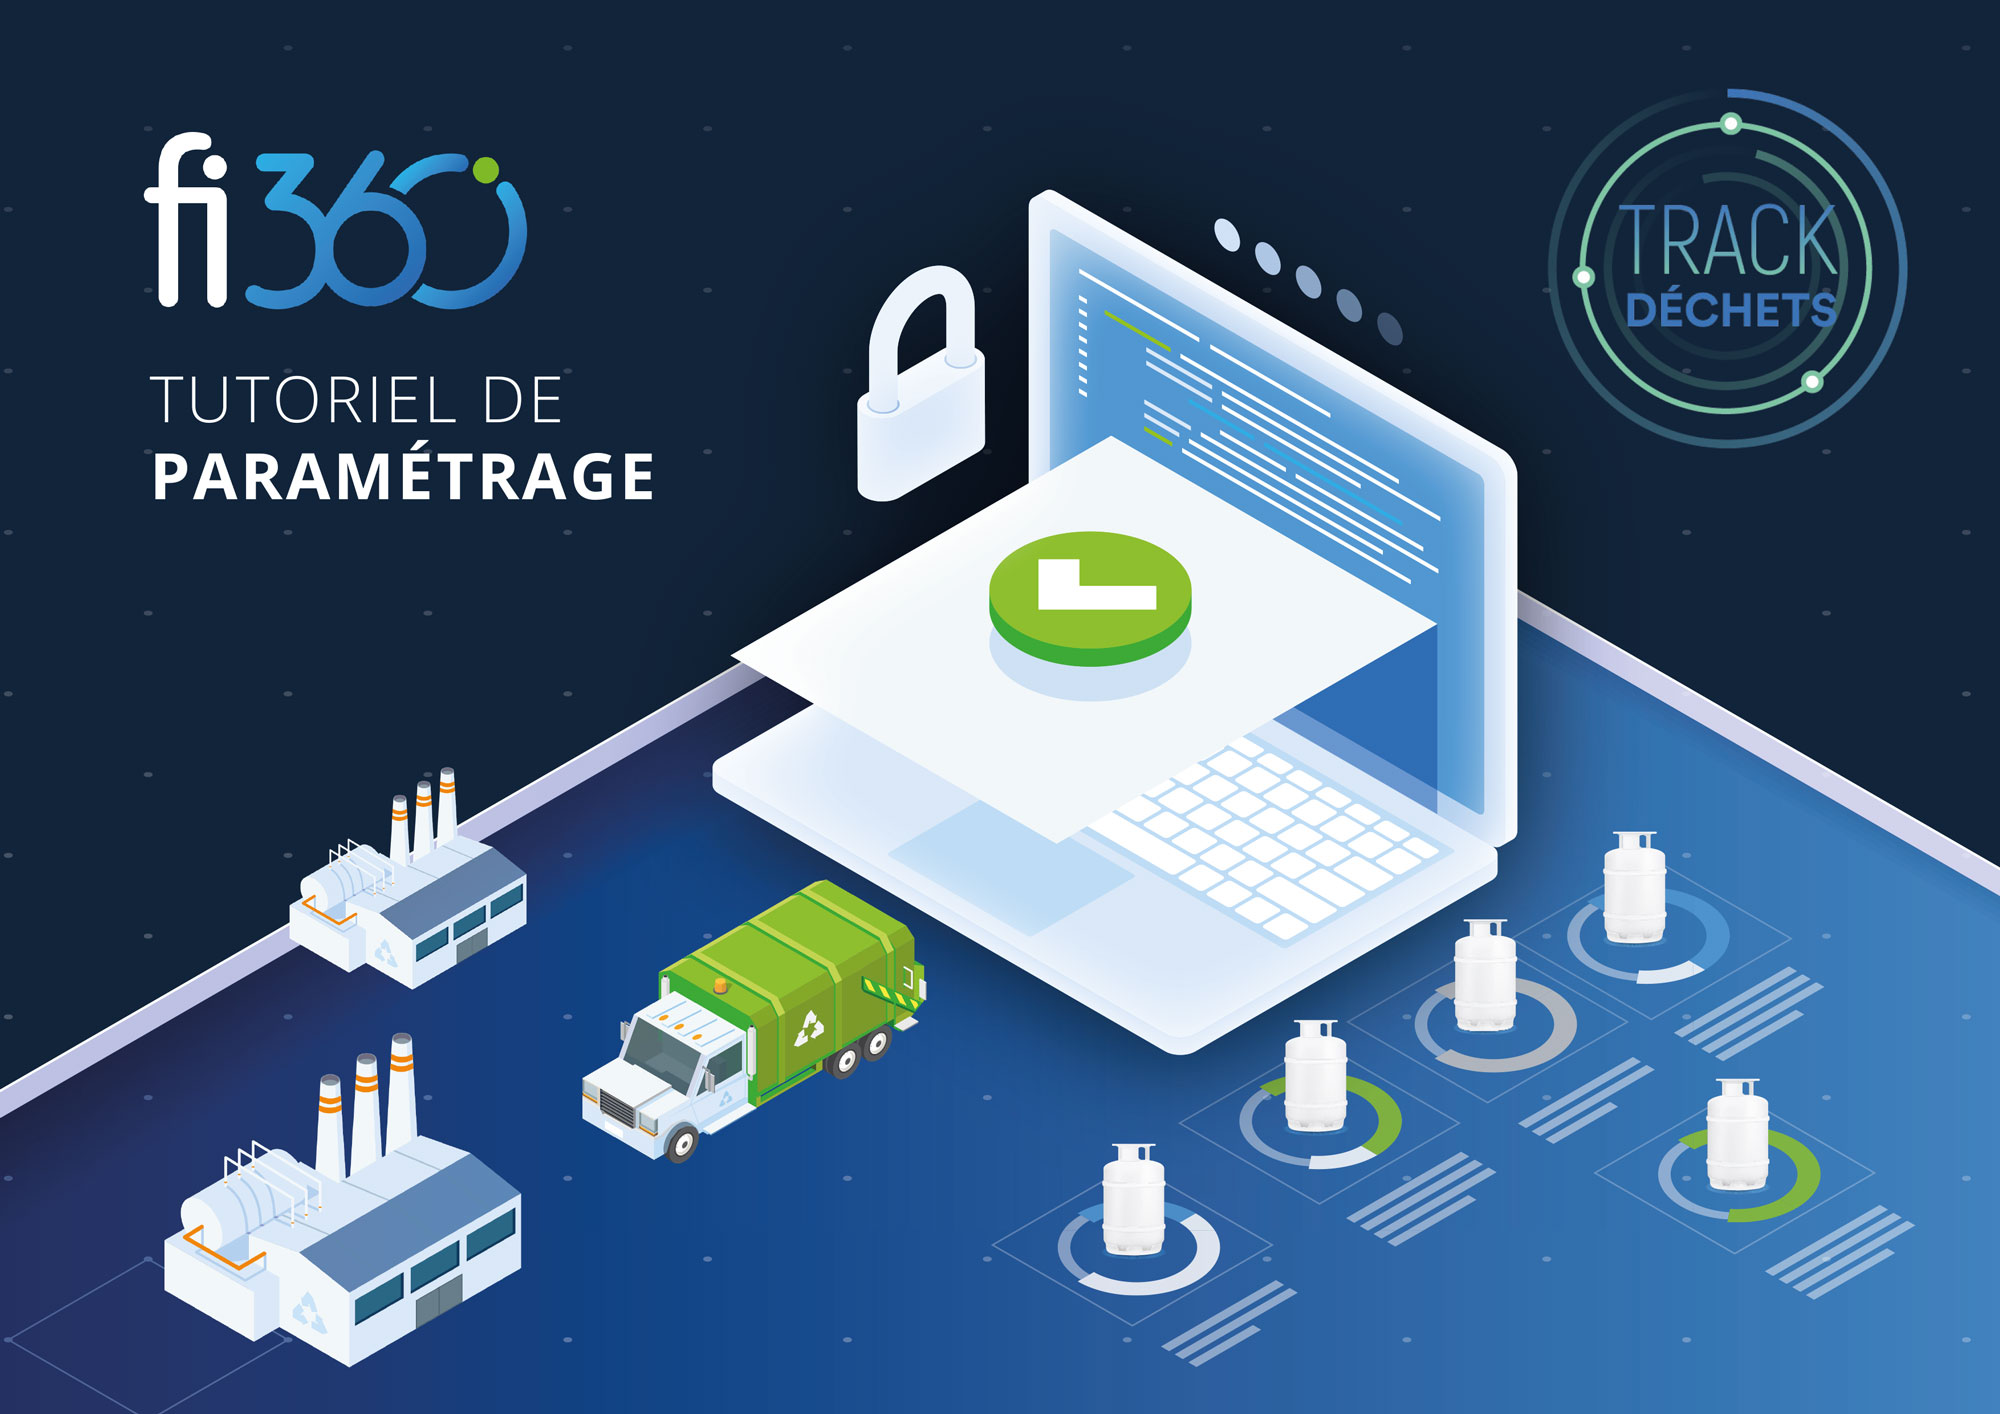 fi360
TUTORIEL DE
PARAMÉTRAGE
TRACK
DÉCHETS